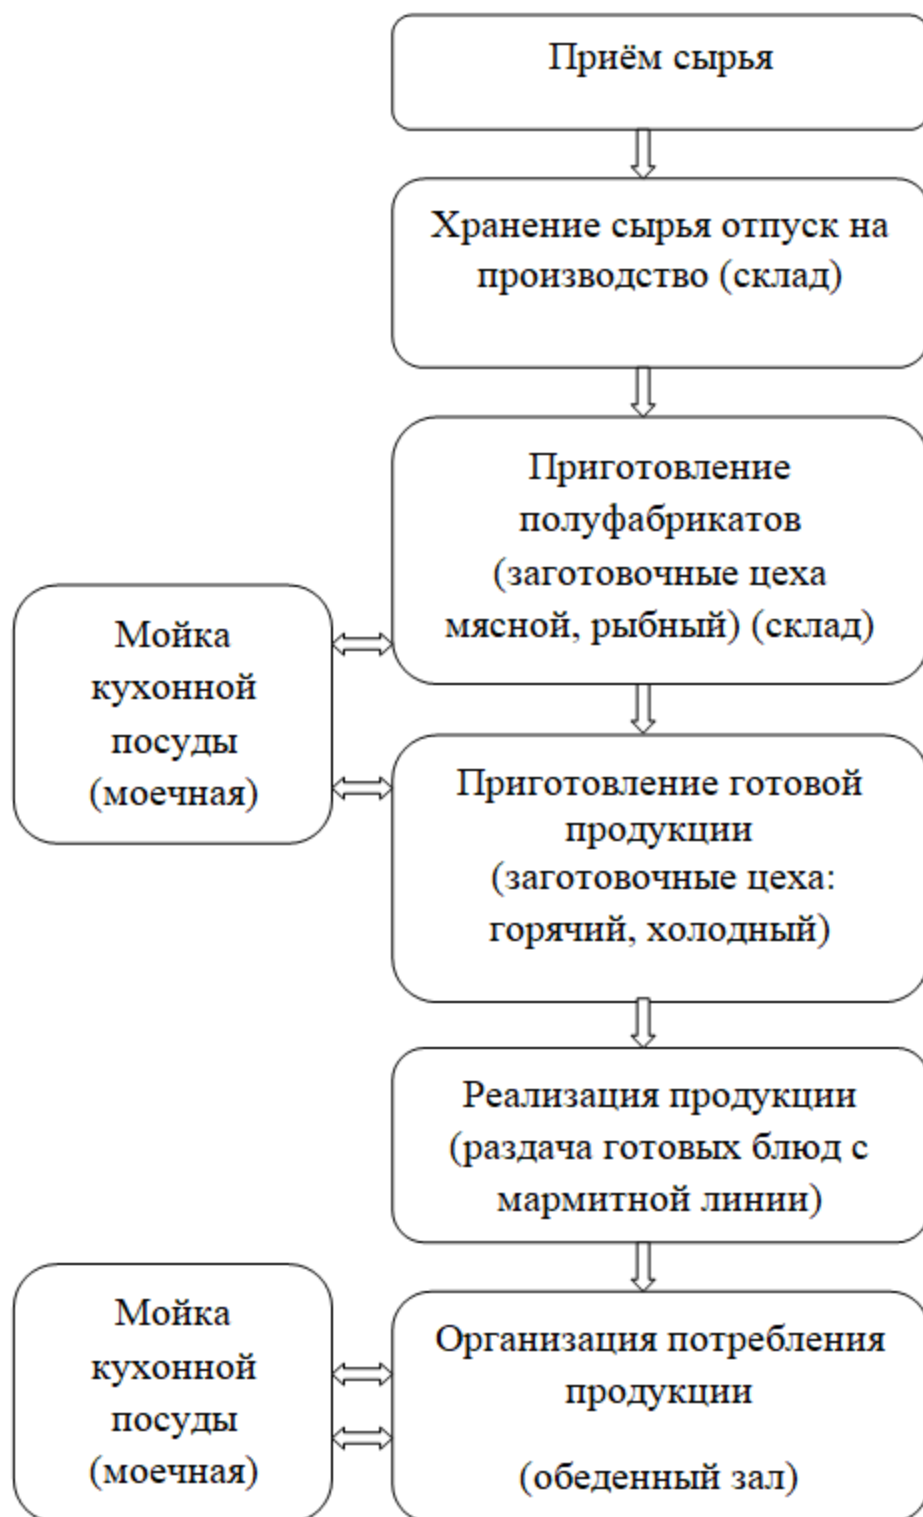 Приём сырья
Хранение сырья отпуск на
производство (склад)
Приготовление
полуфабрикатов
(заготовочные цеха
мясной, рыбный) (склад)
Мойка
кухонной
посуды
(моечная)
Приготовление готовой
продукции
(заготовочные цеха:
горячий, холодный)
Реализация продукции
(раздача готовых блюд с
мармитной линии)
Мойка
кухонной
посуды
(моечная)
Организация потребления
продукции
(обеденный зал)